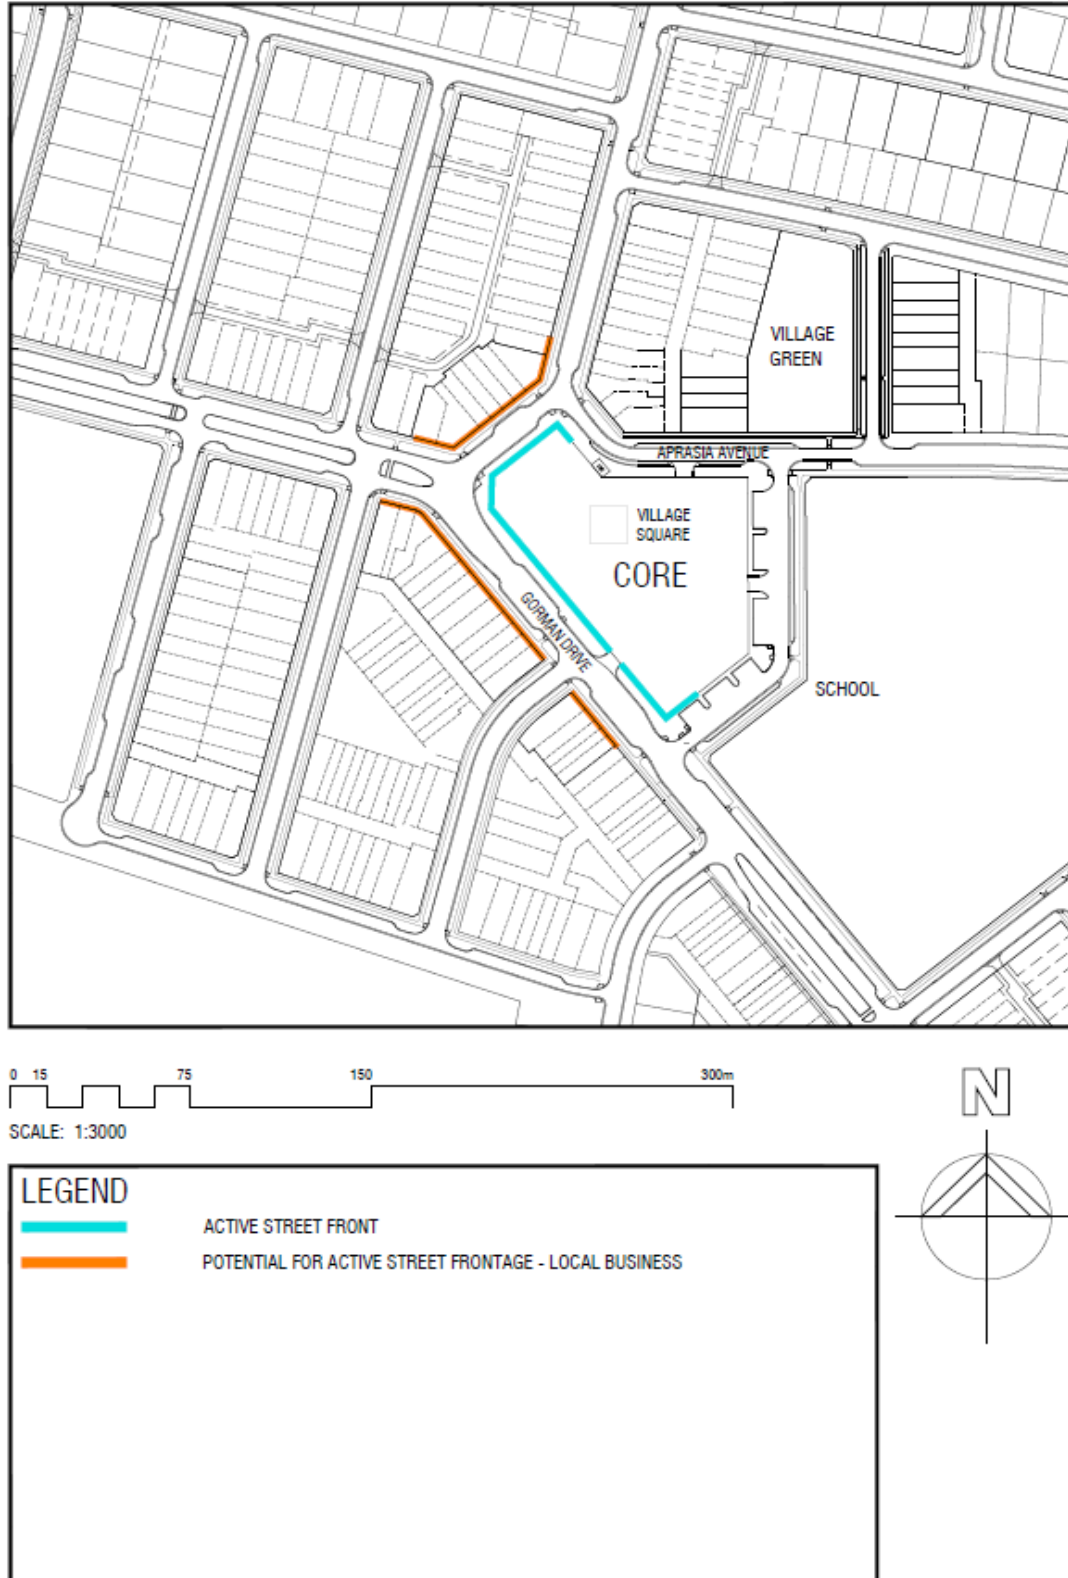 VILLAGE
GREEN
APRASIA AVENUE
VILLAGE
SQUARE
CORE
GORMAN DRIVE
SCHOOL
0 15 75 150 300m
SCALE: 1:3000
N
LEGEND
ACTIVE STREET FRONT
POTENTIAL FOR ACTIVE STREET FRONTAGE - LOCAL BUSINESS